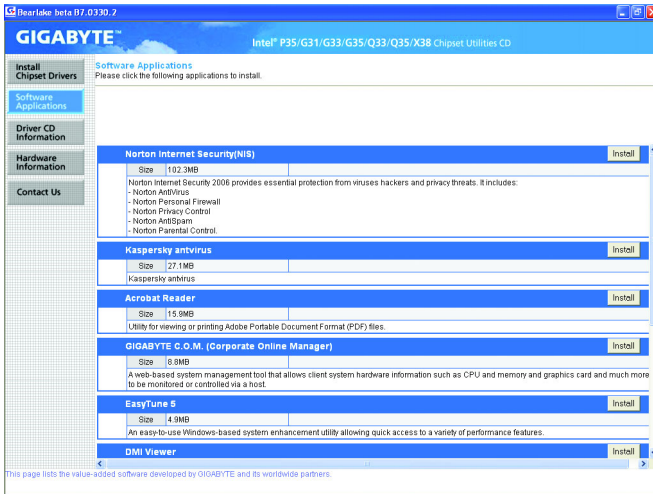 Bearlake beta B7.0330.2
GIGABYTE™
Intel® P35/G31/G33/G35/Q33/Q35/X38 Chipset Utilities CD
Install
Chipset Drivers
Software
Applications
Driver CD
Information
Hardware
Information
Contact Us
Software Applications
Please click the following applications to install.
Norton Internet Security(NIS)
Install
Size 102.3MB
Norton Internet Security 2006 provides essential protection from viruses hackers and privacy threats. It includes:
- Norton AntiVirus
- Norton Personal Firewall
- Norton Privacy Control
- Norton AntiSpam
- Norton Parental Control.
Kaspersky antvirus
Install
Size 27.1MB
Kaspersky antvirus
Acrobat Reader
Install
Size 15.9MB
Utility for viewing or printing Adobe Portable Document Format (PDF) files.
GIGABYTE C.O.M. (Corporate Online Manager)
Install
Size 8.8MB
A web-based system management tool that allows client system hardware information such as CPU and memory and graphics card and much more
to be monitored or controlled via a host.
EasyTune 5
Install
Size 4.9MB
An easy-to-use Windows-based system enhancement utility allowing quick access to a variety of performance features.
DMI Viewer
Install
This page lists the value-added software developed by GIGABYTE and its worldwide partners.